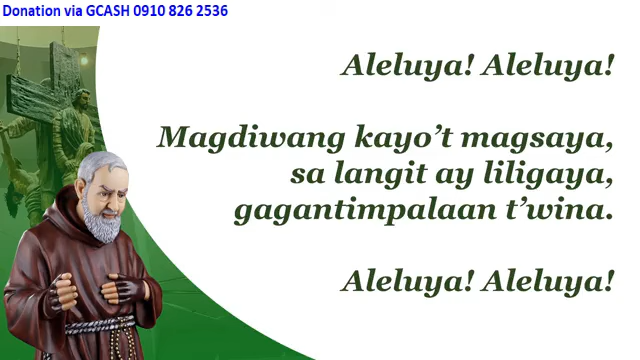 Donation via GCASH 0910 826 2536
Aleluya! Aleluya!
Magdiwang kayo’t magsaya,
sa langit ay liligaya,
gagantimpalaan t’wina.
Aleluya! Aleluya!